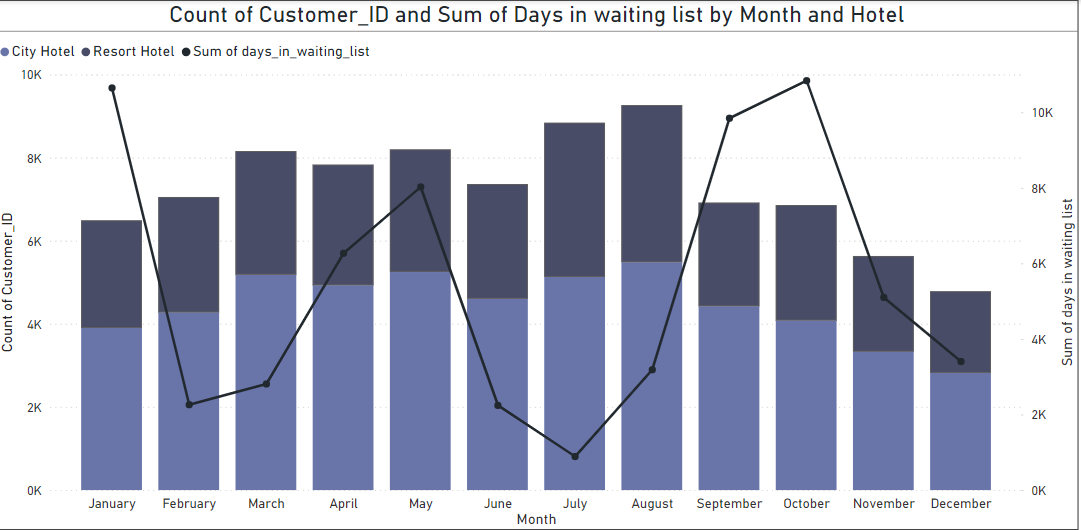 Count of Customer_ID and Sum of Days in waiting list by Month and Hotel
City Hotel Resort Hotel Sum of days_in_waiting_list
Count of Customer_ID
10K
8K
6K
4K
2K
0K
January February March April May June July August September October November December
Month
10K
8K
6K
4K
2K
0K
Sum of days in waiting list